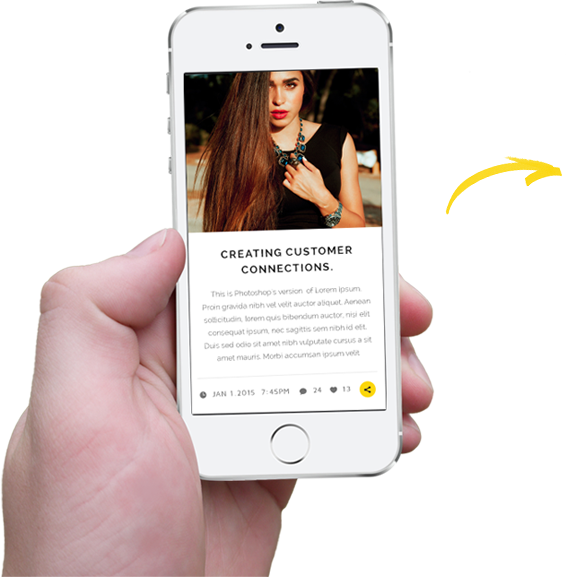 CREATING CUSTOMER
CONNECTIONS.
This is Photoshop's version of Lorem Ipsum.
Proin gravida nibh vel velit auctor aliquet. Aenean
sollicitudin, lorem quis bibendum auctor, nisi elit
consequat ipsum, nec sagittis sem nibh id elit.
Duis sed odio sit amet nibh vulputate cursus a sit
amet mauris. Morbi accumsan ipsum velit
JAN 1.2015 7:45PM 24 13